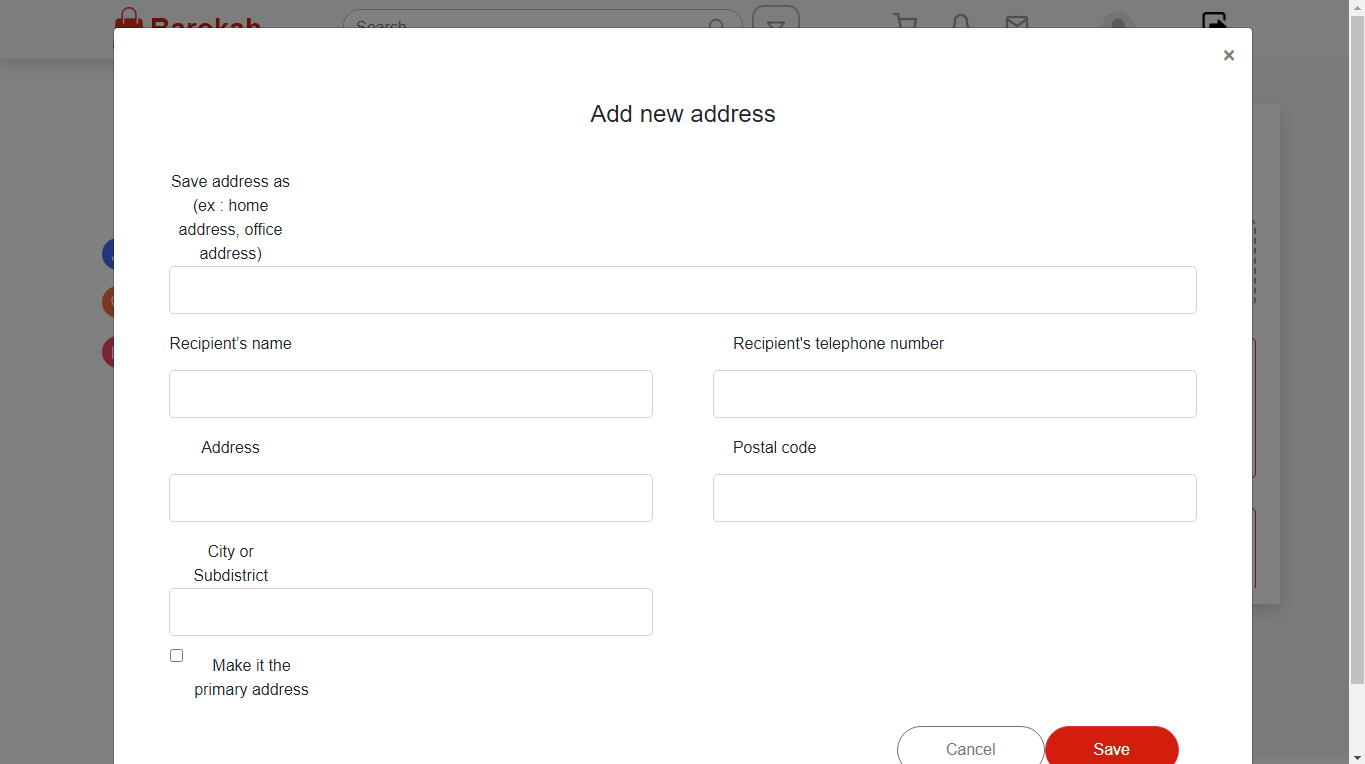 Barokah
Search
×
Add new address
Save address as
(ex : home
address, office
address)
Recipient’s name
Recipient's telephone number
Address
Postal code
City or
Subdistrict
Make it the
primary address
Cancel
Save